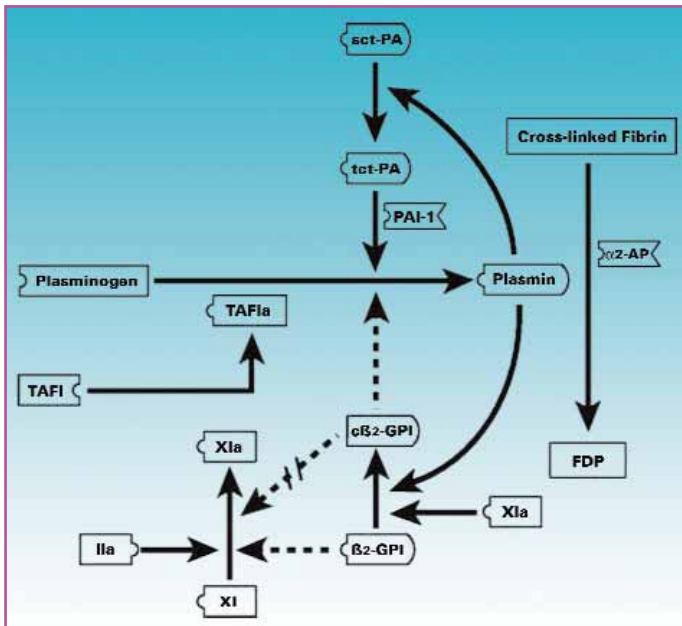 sct-PA
Cross-linked Fibrin
tct-PA
PAI-1
α2-AP
Plasminogen
Plasmin
TAFIa
TAFI
cß2-GPI
XIa
FDP
XIa
IIa
ß2-GPI
XI